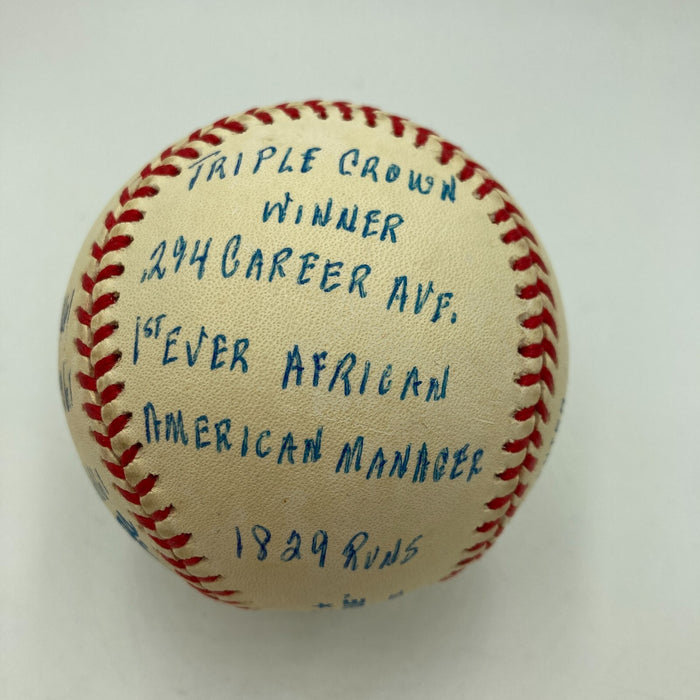 TRIPLE CROWN
WINNER
.294 CAREER AVE.
1ST EVER AFRICAN
AMERICAN MANAGER
1829 RUNS